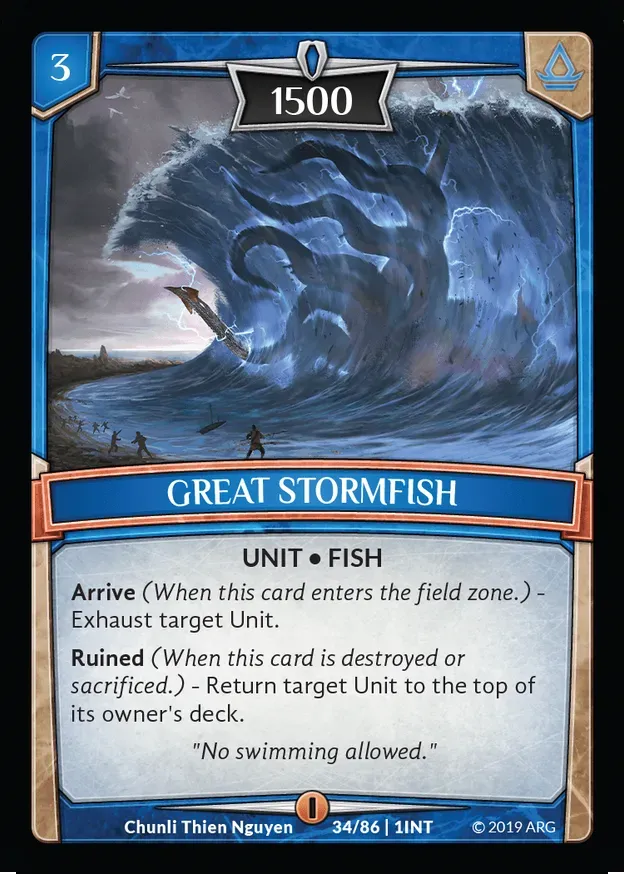 3
1500
GREAT STORMFISH
UNIT • FISH
Arrive (When this card enters the field zone.) -
Exhaust target Unit.
Ruined (When this card is destroyed or
sacrificed.) - Return target Unit to the top of
its owner's deck.
"No swimming allowed."
I
Chunli Thien Nguyen 34/86 | 1INT © 2019 ARG